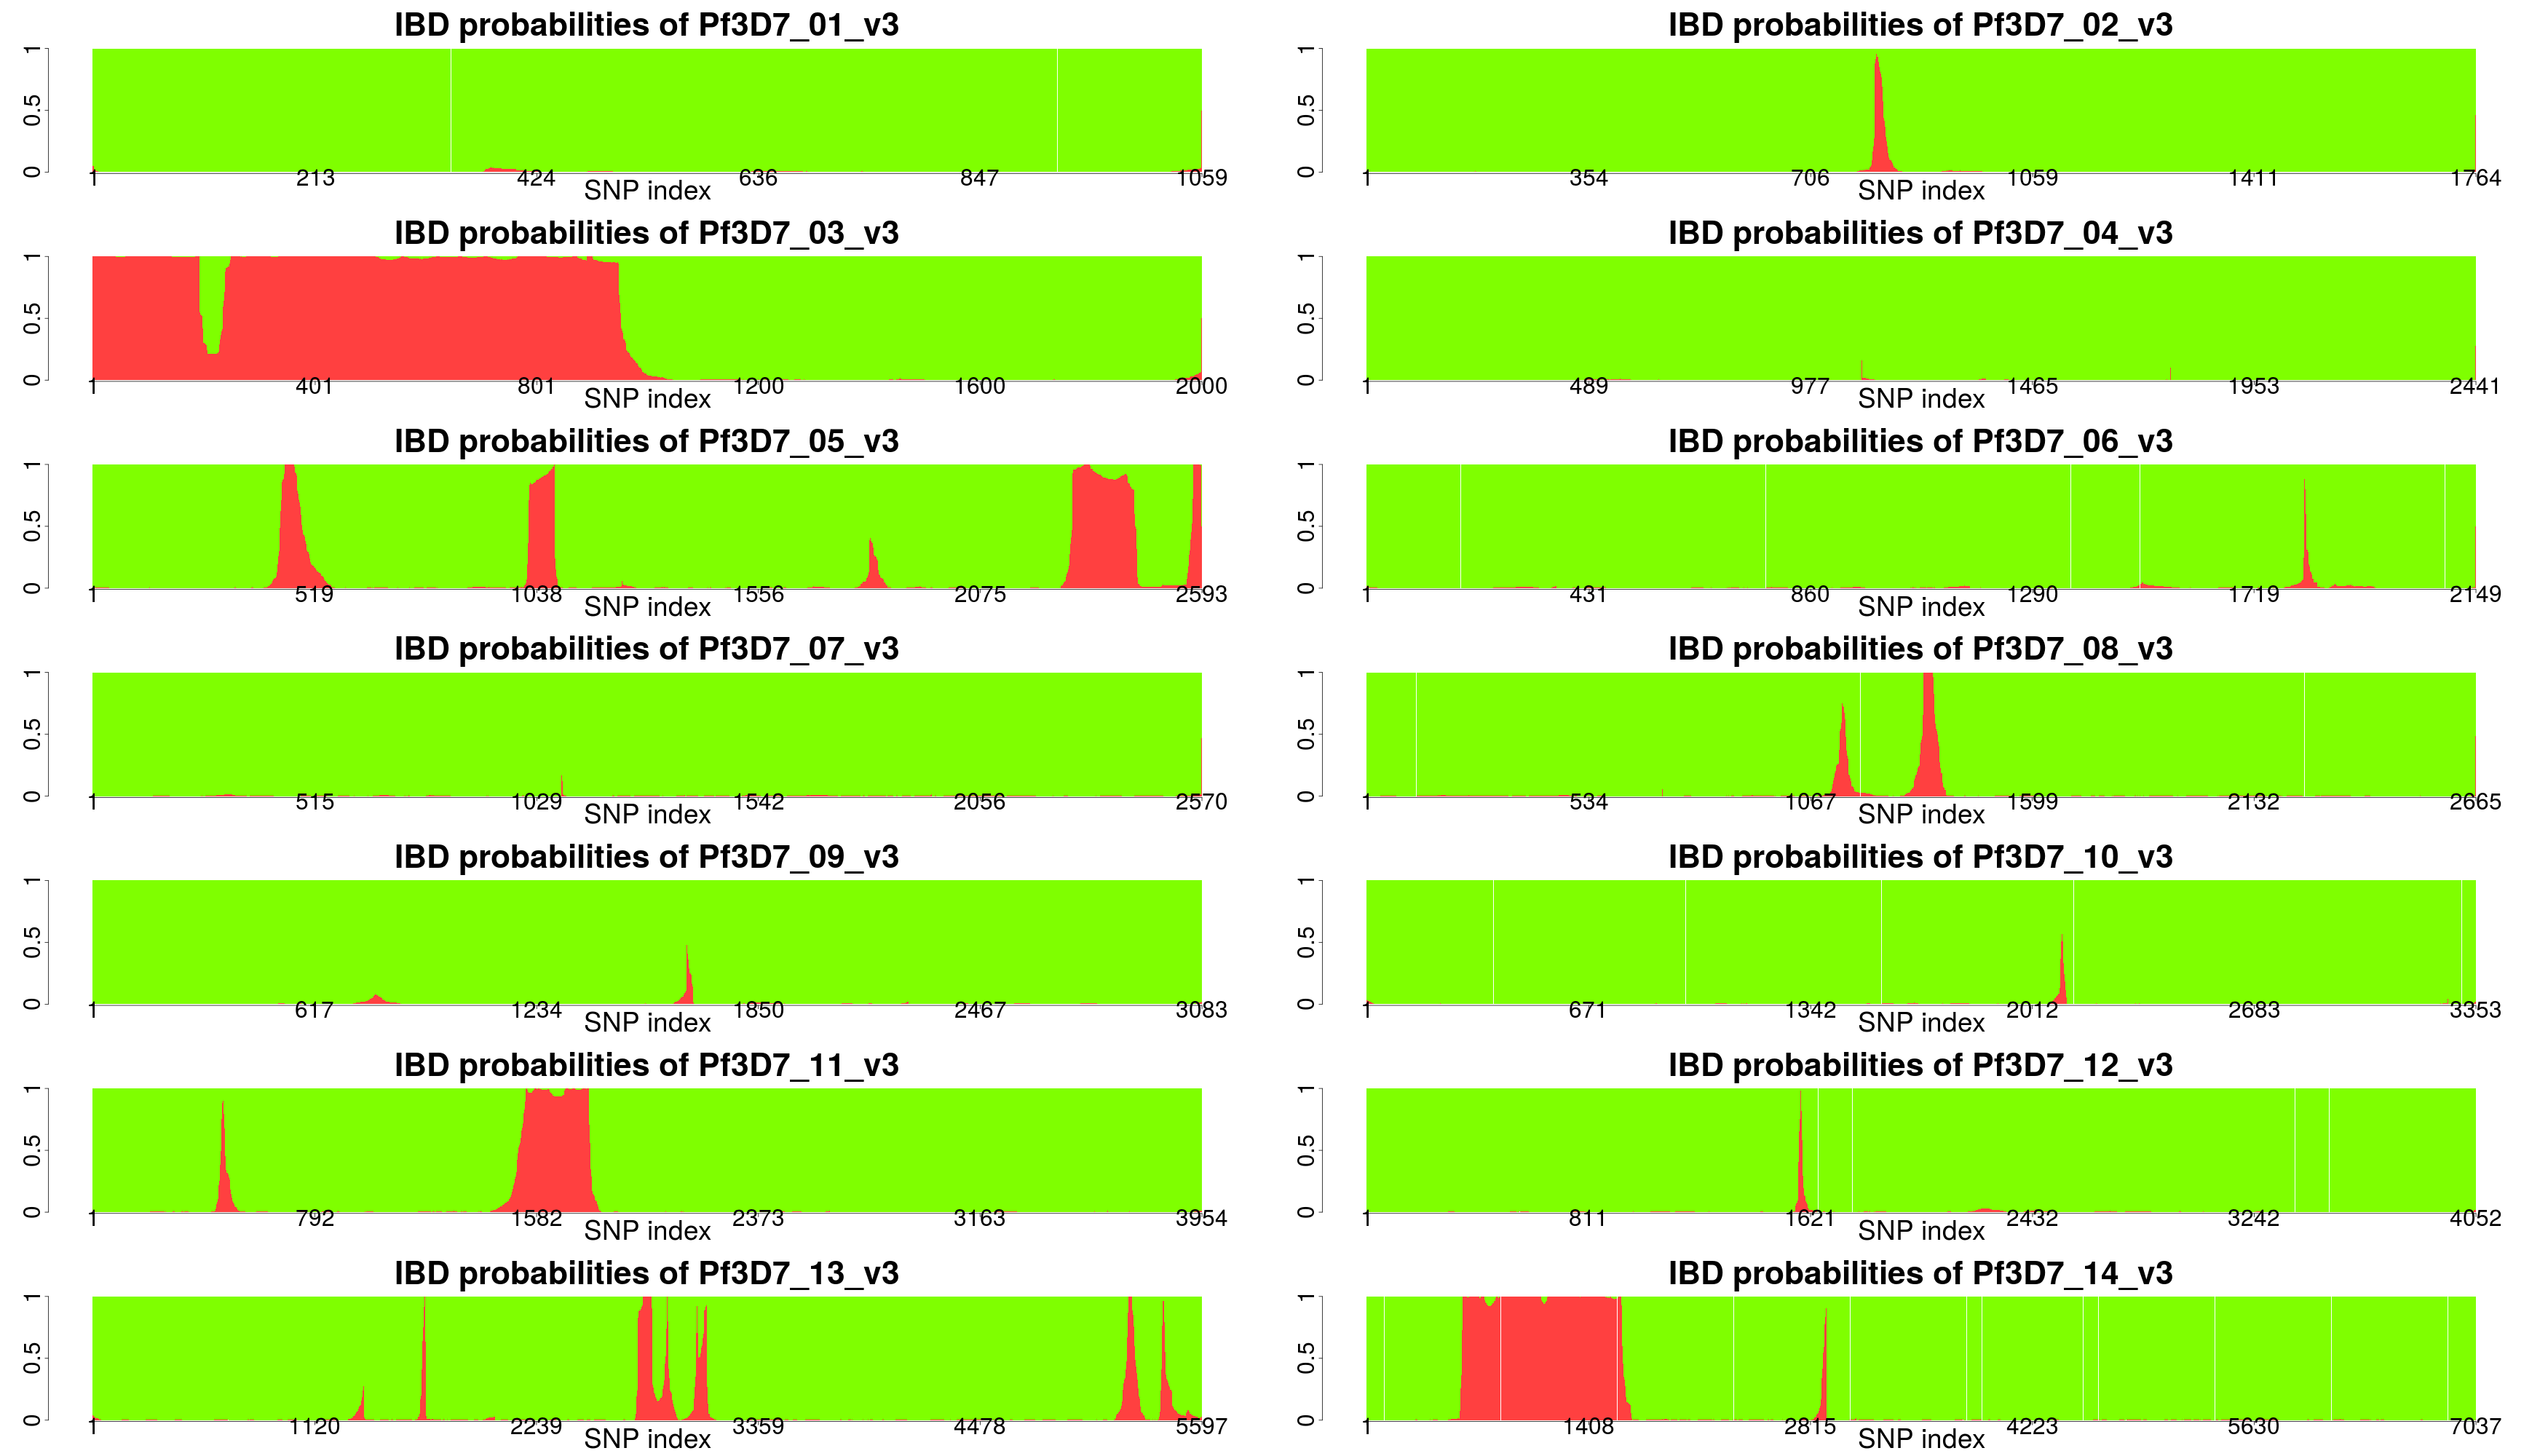 IBD probabilities of Pf3D7_01_v3
0 0.5 1
1 213 424 636 847 1059
SNP index
IBD probabilities of Pf3D7_02_v3
0 0.5 1
1 354 706 1059 1411 1764
SNP index
IBD probabilities of Pf3D7_03_v3
0 0.5 1
1 401 801 1200 1600 2000
SNP index
IBD probabilities of Pf3D7_04_v3
0 0.5 1
1 489 977 1465 1953 2441
SNP index
IBD probabilities of Pf3D7_05_v3
0 0.5 1
1 519 1038 1556 2075 2593
SNP index
IBD probabilities of Pf3D7_06_v3
0 0.5 1
1 431 860 1290 1719 2149
SNP index
IBD probabilities of Pf3D7_07_v3
0 0.5 1
1 515 1029 1542 2056 2570
SNP index
IBD probabilities of Pf3D7_08_v3
0 0.5 1
1 534 1067 1599 2132 2665
SNP index
IBD probabilities of Pf3D7_09_v3
0 0.5 1
1 617 1234 1850 2467 3083
SNP index
IBD probabilities of Pf3D7_10_v3
0 0.5 1
1 671 1342 2012 2683 3353
SNP index
IBD probabilities of Pf3D7_11_v3
0 0.5 1
1 792 1582 2373 3163 3954
SNP index
IBD probabilities of Pf3D7_12_v3
0 0.5 1
1 811 1621 2432 3242 4052
SNP index
IBD probabilities of Pf3D7_13_v3
0 0.5 1
1 1120 2239 3359 4478 5597
SNP index
IBD probabilities of Pf3D7_14_v3
0 0.5 1
1 1408 2815 4223 5630 7037
SNP index